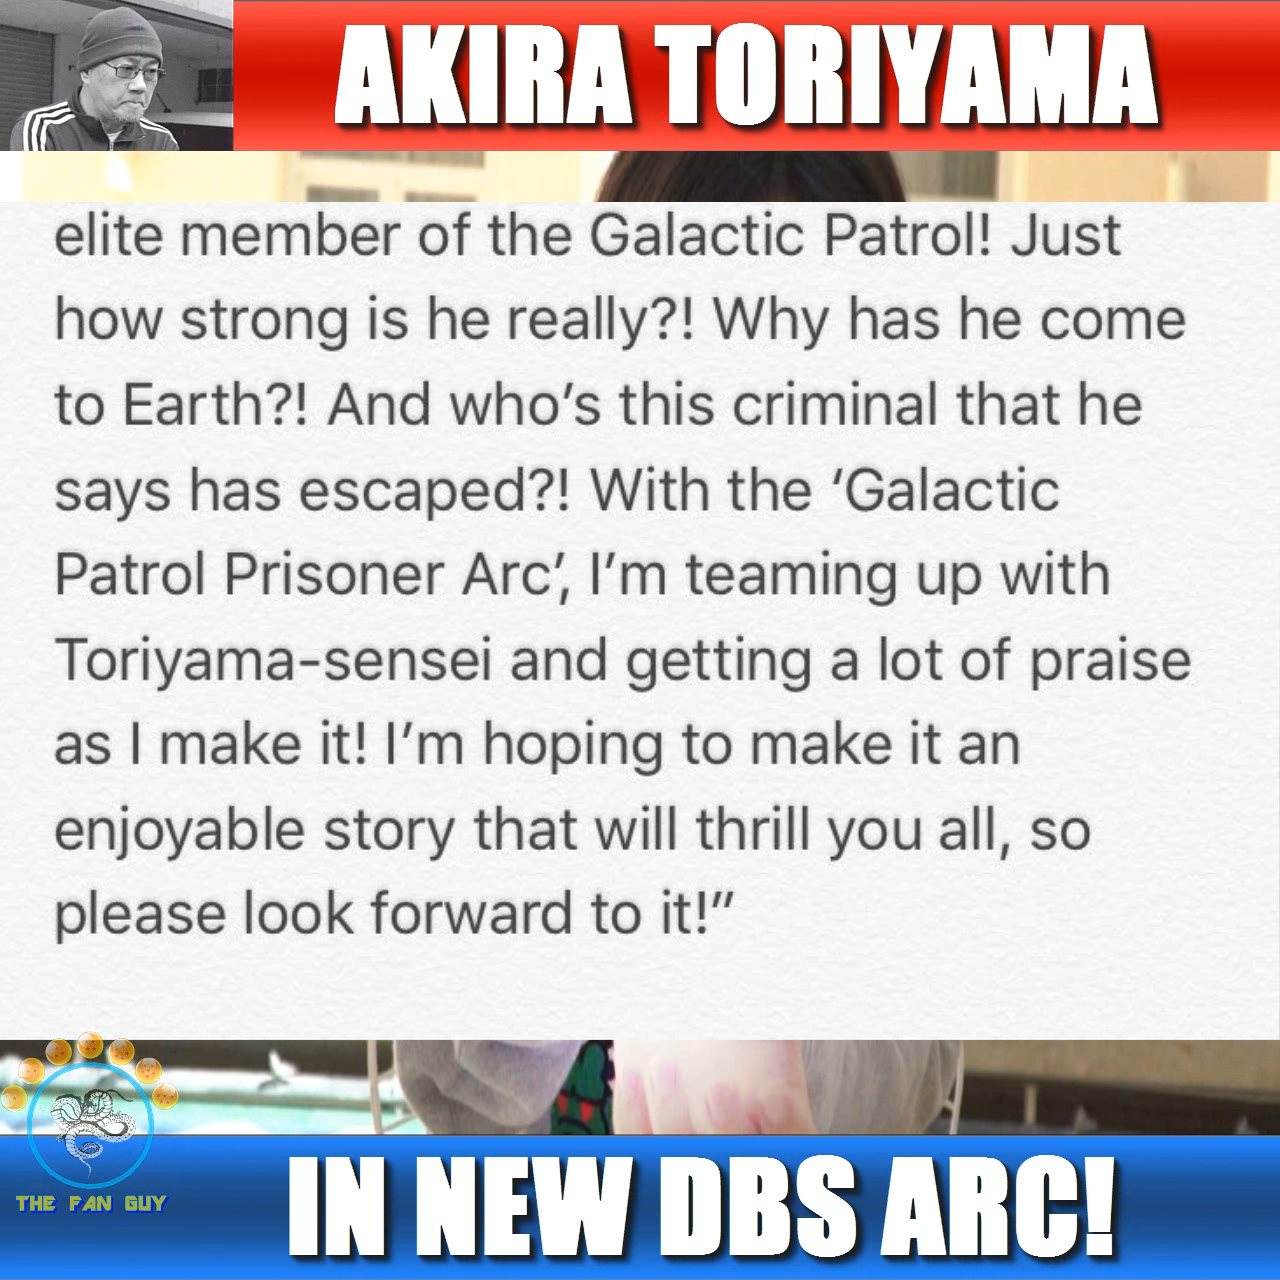 AKIRA TORIYAMA
elite member of the Galactic Patrol! Just
how strong is he really?! Why has he come
to Earth?! And who’s this criminal that he
says has escaped?! With the ‘Galactic
Patrol Prisoner Arc’, I’m teaming up with
Toriyama-sensei and getting a lot of praise
as I make it! I’m hoping to make it an
enjoyable story that will thrill you all, so
please look forward to it!”
THE FAN GUY
IN NEW DBS ARC!